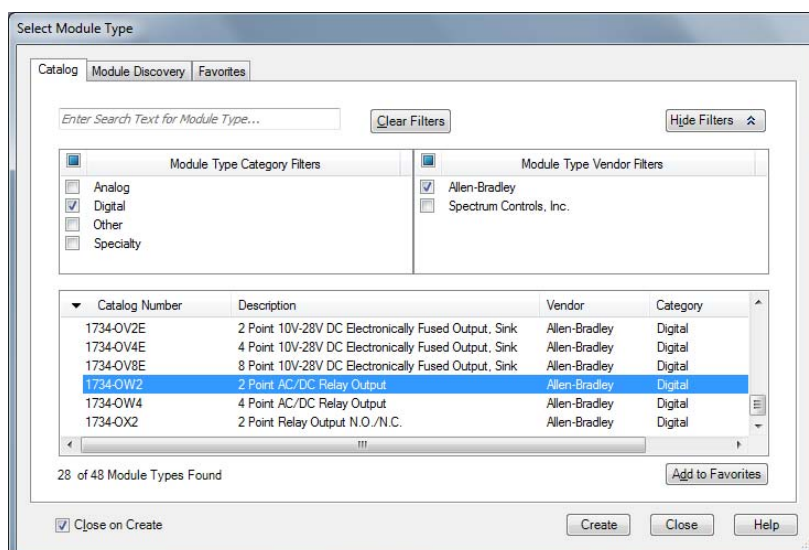 Select Module Type
Catalog Module Discovery Favorites
Enter Search Text for Module Type... Clear Filters Hide Filters
Module Type Category Filters Module Type Vendor Filters
Analog Allen-Bradley
Digital Spectrum Controls, Inc.
Other
Specialty
Catalog Number Description Vendor Category
1734-OV2E 2 Point 10V-28V DC Electronically Fused Output, Sink Allen-Bradley Digital
1734-OV4E 4 Point 10V-28V DC Electronically Fused Output, Sink Allen-Bradley Digital
1734-OV8E 8 Point 10V-28V DC Electronically Fused Output, Sink Allen-Bradley Digital
1734-OW2 2 Point AC/DC Relay Output Allen-Bradley Digital
1734-OW4 4 Point AC/DC Relay Output Allen-Bradley Digital
1734-OX2 2 Point Relay Output N.O./N.C. Allen-Bradley Digital
28 of 48 Module Types Found Add to Favorites
Close on Create Create Close Help